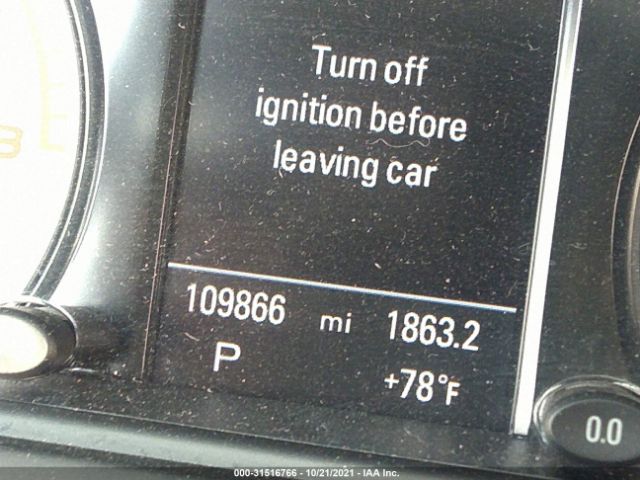 Turn off
ignition before
leaving car
109866 mi 1863.2
P +78°F
0.0
000-31516766 - 10/21/2021 - IAA Inc.